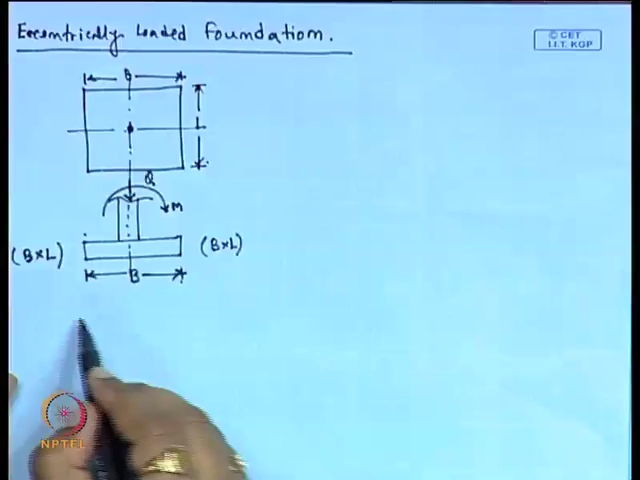 Eccentrically Loaded Foundation.
© CET
I.I.T. KGP
B
L
Q
M
(B×L)
(B×L)
B
NPTEL